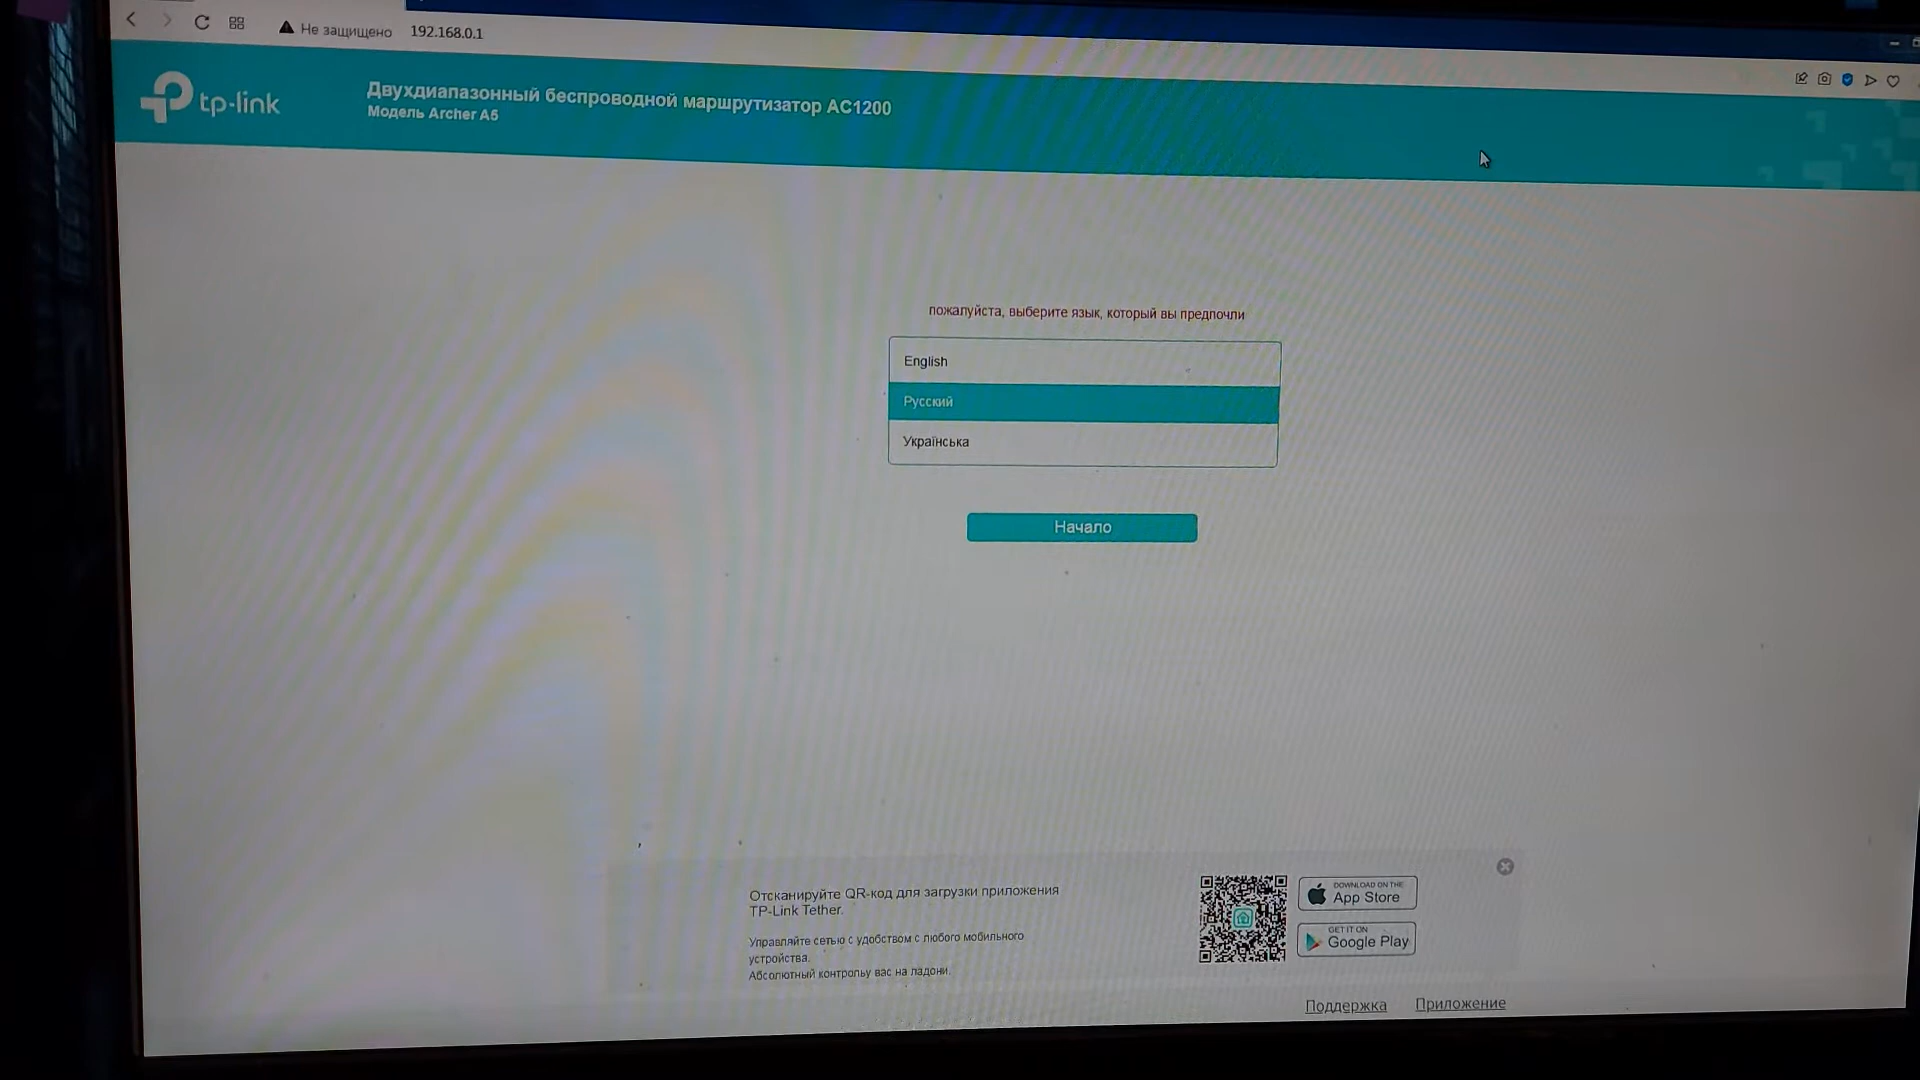 Не защищено 192.168.0.1
tp-link
Двухдиапазонный беспроводной маршрутизатор AC1200
Модель Archer A5
пожалуйста, выберите язык, который вы предпочли
English
Русский
Українська
Начало
Отсканируйте QR-код для загрузки приложения
TP-Link Tether.
Управляйте сетью с удобством с любого мобильного
устройства.
Абсолютный контрольу вас на ладони.
DOWNLOAD ON THE
App Store
GET IT ON
Google Play
Поддержка Приложение